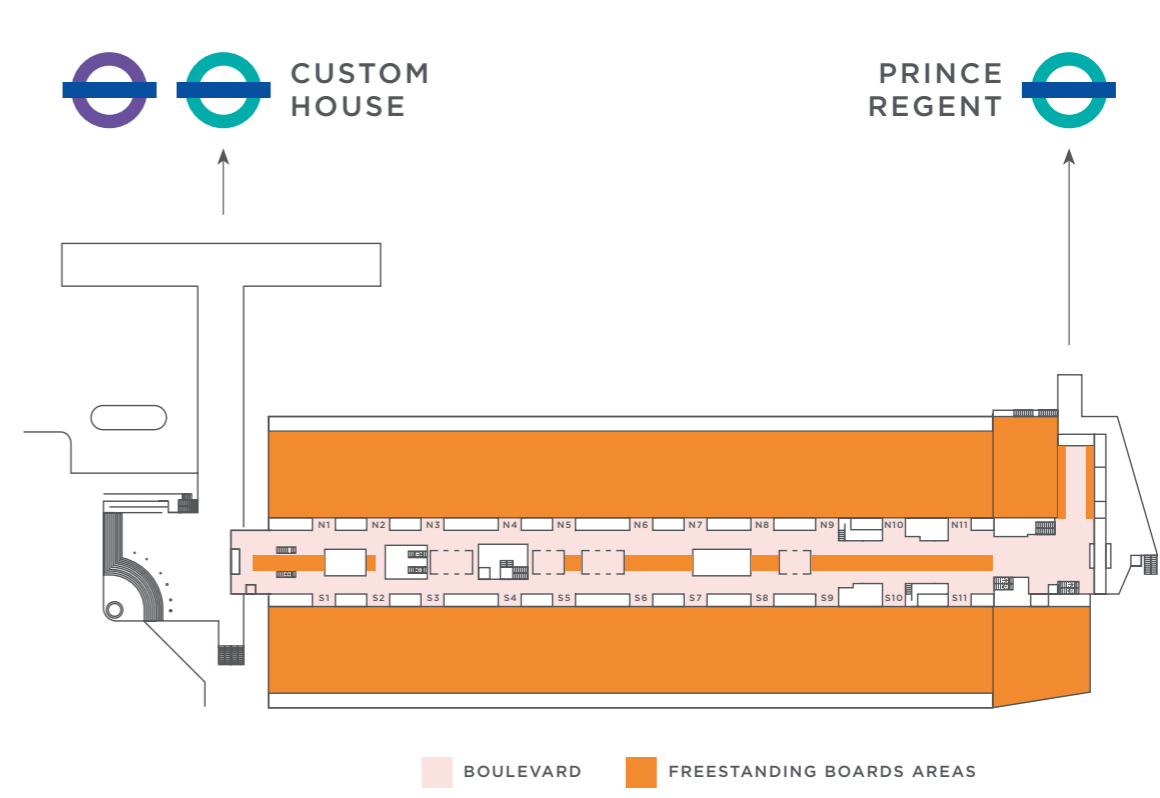 CUSTOM
HOUSE
PRINCE
REGENT
N1 N2 N3 N4 N5 N6 N7 N8 N9 N10 N11
S1 S2 S3 S4 S5 S6 S7 S8 S9 S10 S11
BOULEVARD
FREESTANDING BOARDS AREAS